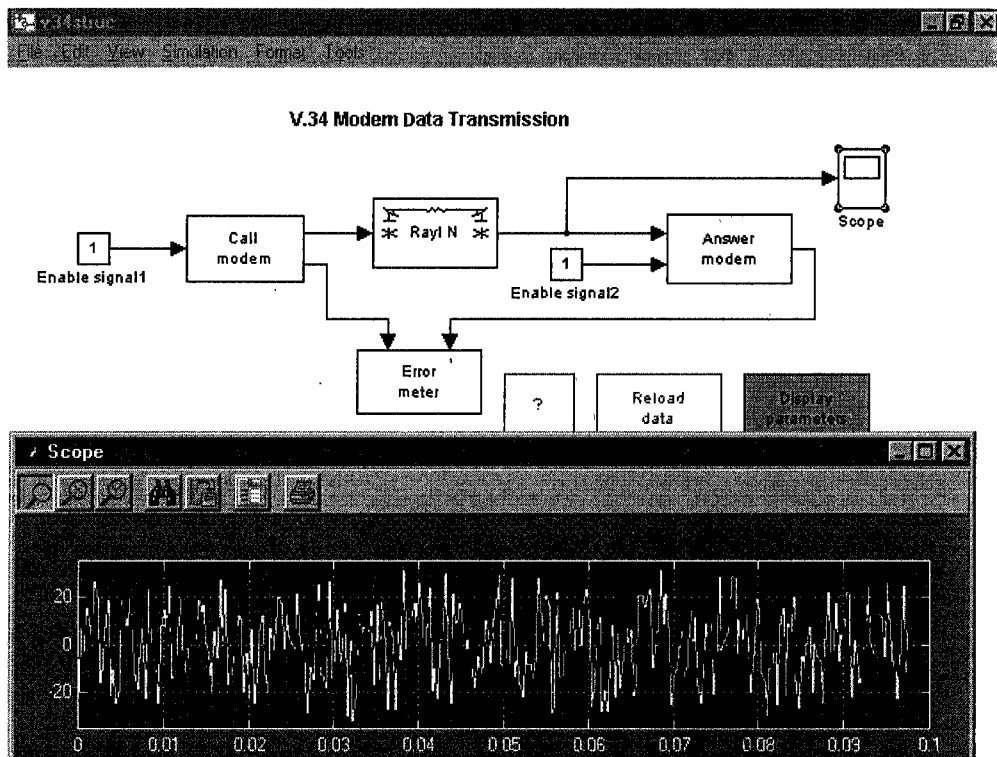 v34struc
File Edit View Simulation Format Tools
V.34 Modem Data Transmission
Scope
1
Enable signal1
Call
modem
Rayl N
1
Enable signal2
Answer
modem
Error
meter
?
Reload
data
Display
parameters
Scope
20
0
20
0 0.01 0.02 0.03 0.04 0.05 0.06 0.07 0.08 0.09 0.1